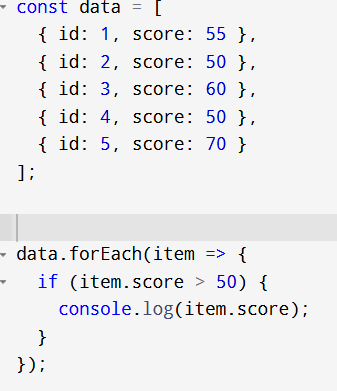 const data = [
  { id: 1, score: 55 },
  { id: 2, score: 50 },
  { id: 3, score: 60 },
  { id: 4, score: 50 },
  { id: 5, score: 70 }
];
data.forEach(item => {
  if (item.score > 50) {
    console.log(item.score);
  }
});